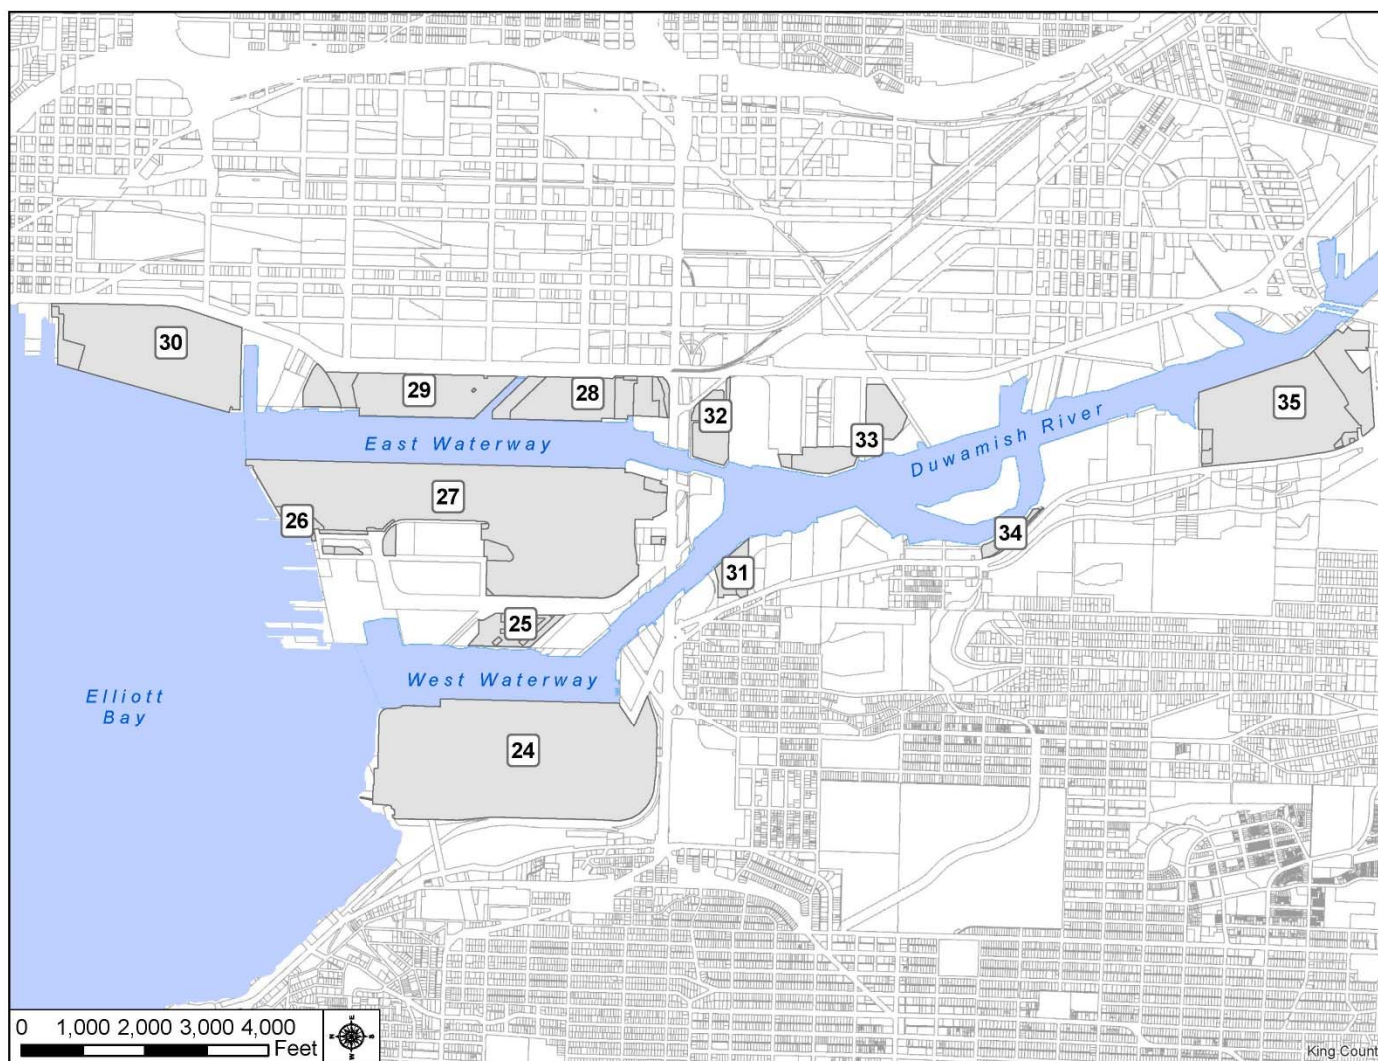 30
29
28
32
33
35
East Waterway
Duwamish River
27
26
34
31
25
West Waterway
Elliott
Bay
24
0 1,000 2,000 3,000 4,000
Feet
E
N
S
W
King Count